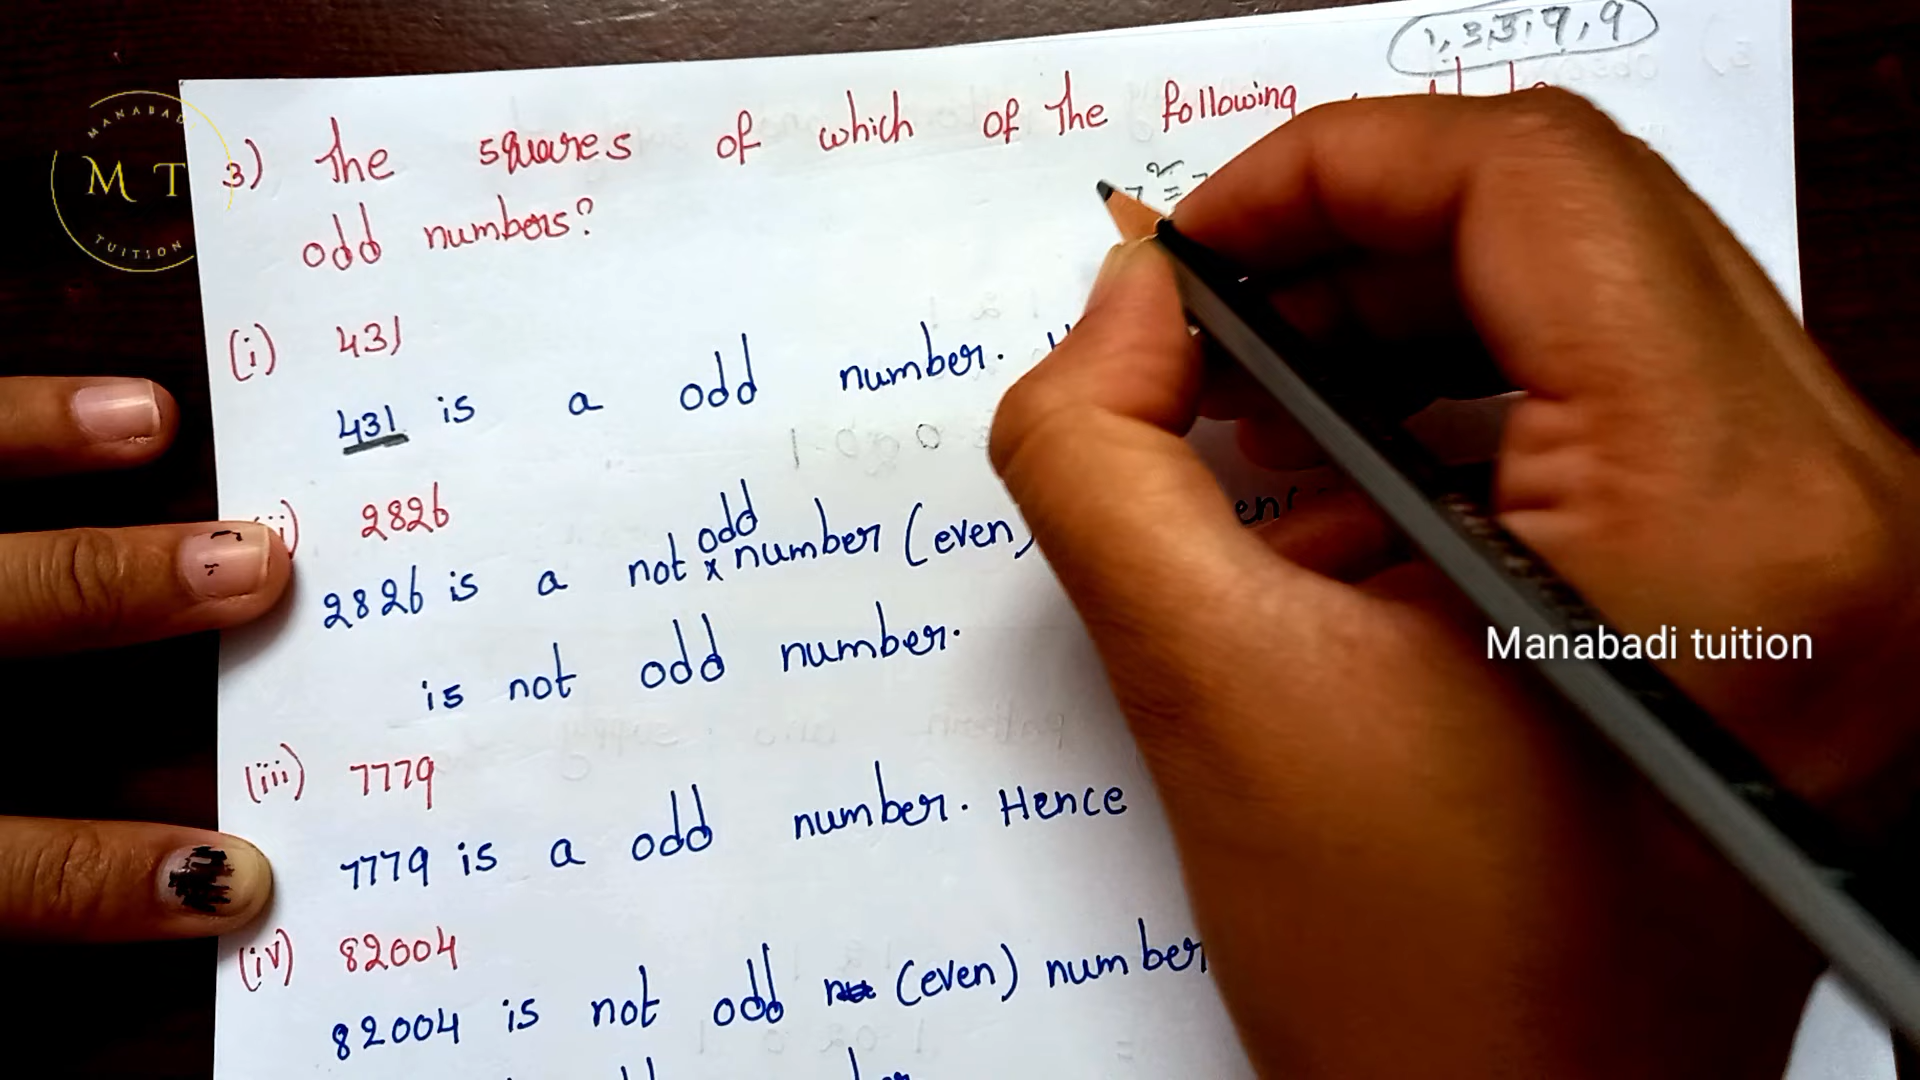 1, 3, 5, 7, 9
3) The squares of which of the following
odd numbers?
(i) 431
431 is a odd number.
2826
odd
2826 is a not x number (even)
is not odd number.
(iii) 7779
7779 is a odd number. Hence
(iv) 82004
82004 is not odd (even) number
MANABADI
MT
TUITION
Manabadi tuition